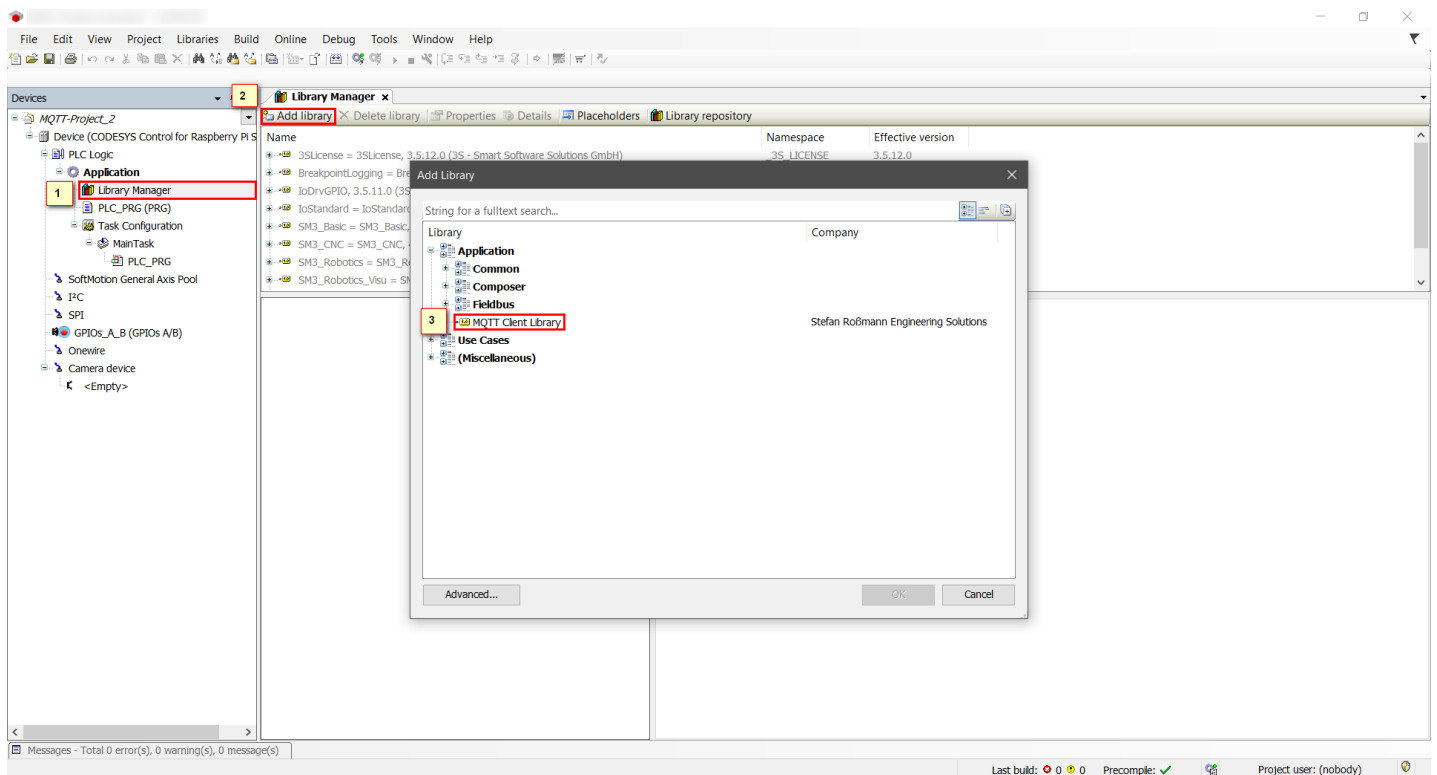 File Edit View Project Libraries Build Online Debug Tools Window Help
Devices
2
Library Manager x
MQTT-Project_2
Add library Delete library Properties Details Placeholders Library repository
Device (CODESYS Control for Raspberry Pi S
Name Namespace Effective version
PLC Logic
3SLicense = 3SLicense, 3.5.12.0 (3S - Smart Software Solutions GmbH) _3S_LICENSE 3.5.12.0
Application
BreakpointLogging = Bre
Add Library
1
Library Manager
IoDrvGPIO, 3.5.11.0 (3S
PLC_PRG (PRG)
IoStandard = IoStandard
String for a fulltext search...
Task Configuration
SM3_Basic = SM3_Basic,
Library Company
MainTask
SM3_CNC = SM3_CNC,
Application
PLC_PRG
SM3_Robotics = SM3_R
Common
SoftMotion General Axis Pool
SM3_Robotics_Visu = SM
Composer
I²C
Fieldbus
SPI
3
MQTT Client Library Stefan Roßmann Engineering Solutions
GPIOs_A_B (GPIOs A/B)
Use Cases
Onewire
(Miscellaneous)
Camera device
<Empty>
Advanced... OK Cancel
Messages - Total 0 error(s), 0 warning(s), 0 message(s)
Last build: 0 0 Precompile: Project user: (nobody)